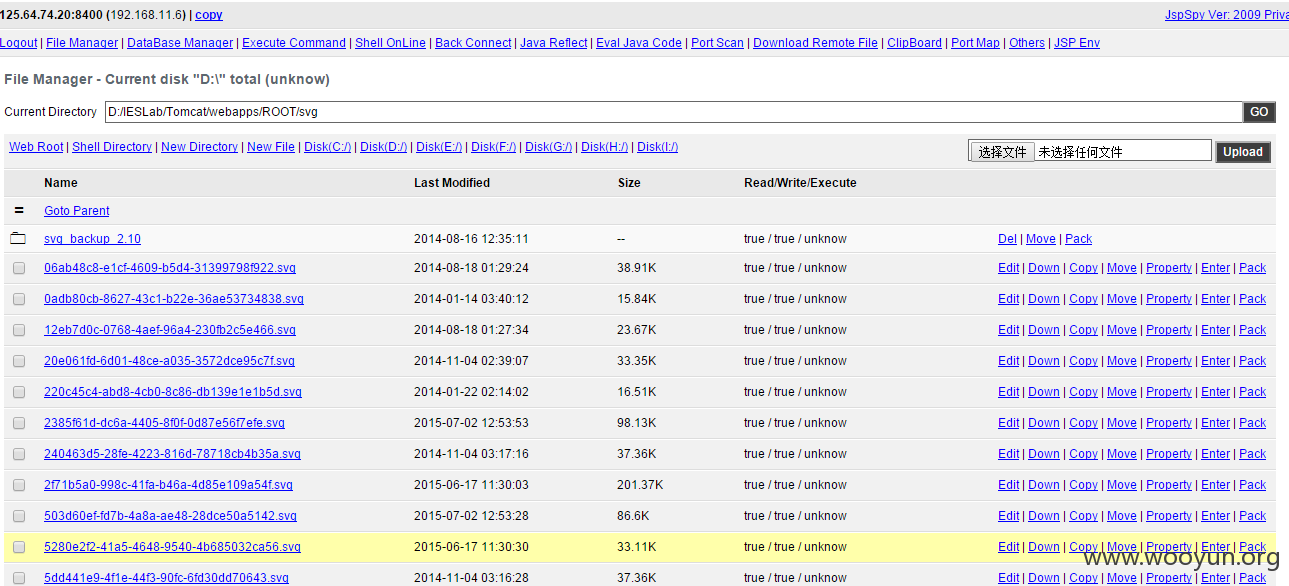 125.64.74.20:8400 (192.168.11.6) | copy JspSpy Ver: 2009 Priva
Logout | File Manager | DataBase Manager | Execute Command | Shell OnLine | Back Connect | Java Reflect | Eval Java Code | Port Scan | Download Remote File | ClipBoard | Port Map | Others | JSP Env
File Manager - Current disk "D:\" total (unknow)
Current Directory D:/IESLab/Tomcat/webapps/ROOT/svg GO
Web Root | Shell Directory | New Directory | New File | Disk(C:/) | Disk(D:/) | Disk(E:/) | Disk(F:/) | Disk(G:/) | Disk(H:/) | Disk(I:/) 选择文件 未选择任何文件 Upload
Name Last Modified Size Read/Write/Execute
= Goto Parent
svg_backup_2.10 2014-08-16 12:35:11 -- true / true / unknow Del | Move | Pack
06ab48c8-e1cf-4609-b5d4-31399798f922.svg 2014-08-18 01:29:24 38.91K true / true / unknow Edit | Down | Copy | Move | Property | Enter | Pack
0adb80cb-8627-43c1-b22e-36ae53734838.svg 2014-01-14 03:40:12 15.84K true / true / unknow Edit | Down | Copy | Move | Property | Enter | Pack
12eb7d0c-0768-4aef-96a4-230fb2c5e466.svg 2014-08-18 01:27:34 23.67K true / true / unknow Edit | Down | Copy | Move | Property | Enter | Pack
20e061fd-6d01-48ce-a035-3572dce95c7f.svg 2014-11-04 02:39:07 33.35K true / true / unknow Edit | Down | Copy | Move | Property | Enter | Pack
220c45c4-abd8-4cb0-8c86-db139e1e1b5d.svg 2014-01-22 02:14:02 16.51K true / true / unknow Edit | Down | Copy | Move | Property | Enter | Pack
2385f61d-dc6a-4405-8f0f-0d87e56f7efe.svg 2015-07-02 12:53:53 98.13K true / true / unknow Edit | Down | Copy | Move | Property | Enter | Pack
240463d5-28fe-4223-816d-78718cb4b35a.svg 2014-11-04 03:17:16 37.36K true / true / unknow Edit | Down | Copy | Move | Property | Enter | Pack
2f71b5a0-998c-41fa-b46a-4d85e109a54f.svg 2015-06-17 11:30:03 201.37K true / true / unknow Edit | Down | Copy | Move | Property | Enter | Pack
503d60ef-fd7b-4a8a-ae48-28dce50a5142.svg 2015-07-02 12:53:28 86.6K true / true / unknow Edit | Down | Copy | Move | Property | Enter | Pack
5280e2f2-41a5-4648-9540-4b685032ca56.svg 2015-06-17 11:30:30 33.11K true / true / unknow Edit | Down | Copy | Move | Property | Enter | Pack
www.wooyun.org
5dd441e9-4f1e-44f3-90fc-6fd30dd70643.svg 2014-11-04 03:16:28 37.36K true / true / unknow Edit | Down | Copy | Move | Property | Enter | Pack